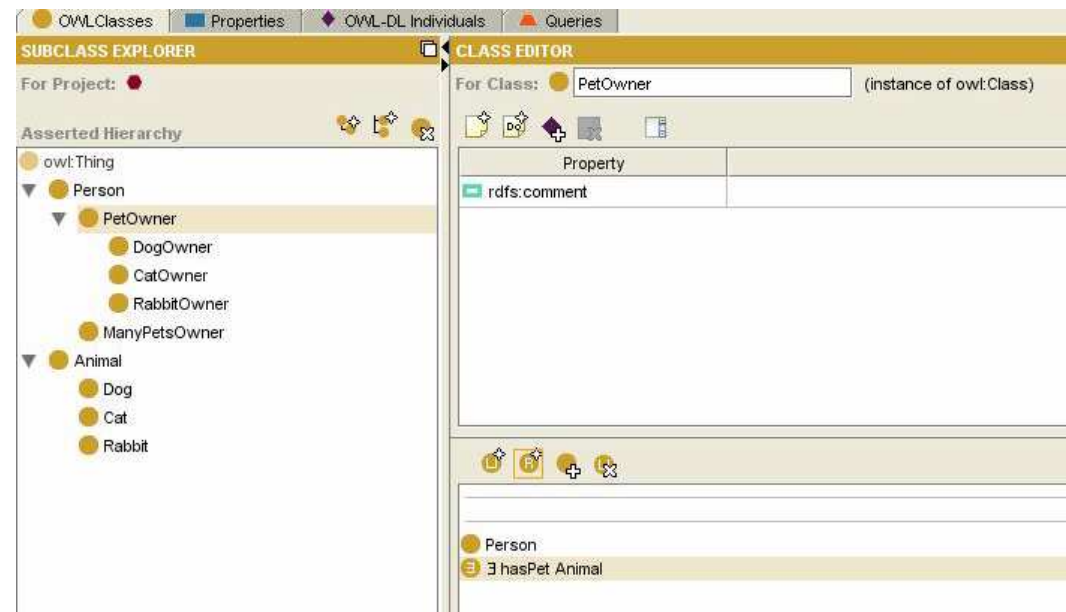 OWLClasses Properties OWL-DL Individuals Queries
SUBCLASS EXPLORER
For Project:
Asserted Hierarchy
owl:Thing
Person
PetOwner
DogOwner
CatOwner
RabbitOwner
ManyPetsOwner
Animal
Dog
Cat
Rabbit
CLASS EDITOR
For Class: PetOwner (instance of owl:Class)
Property
rdfs:comment
Person
∃ hasPet Animal